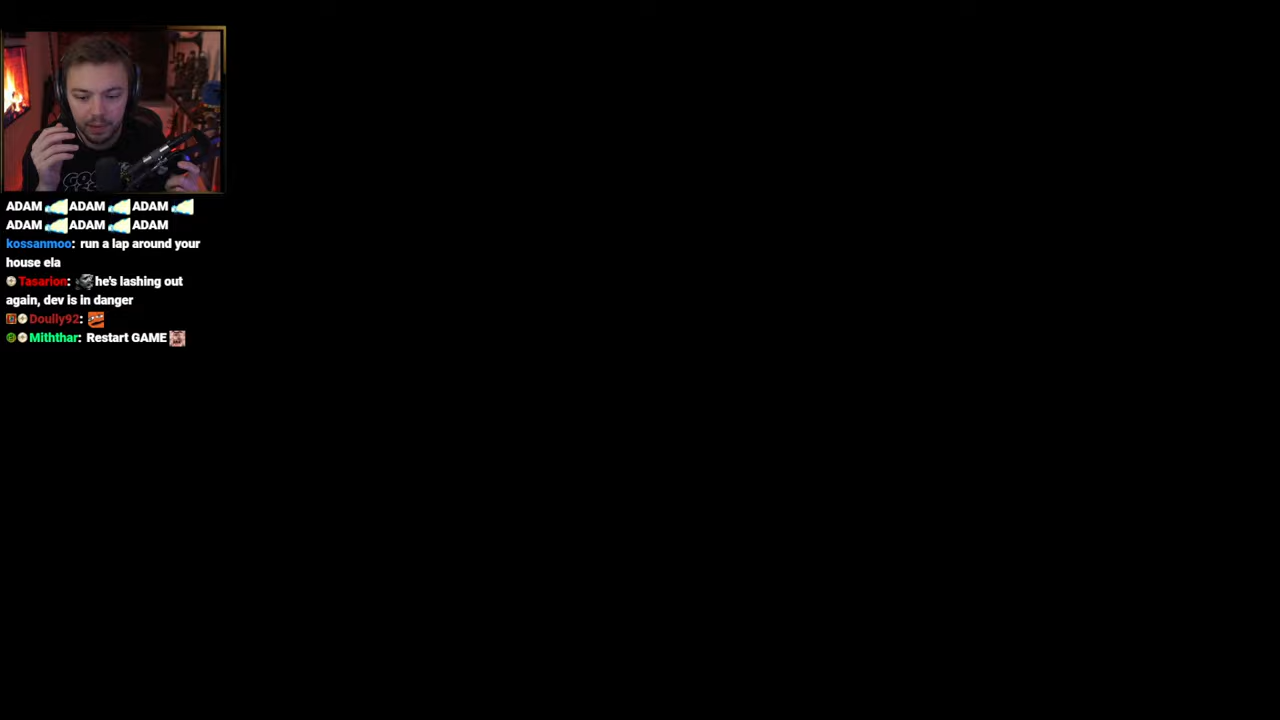 ADAM ADAM ADAM
ADAM ADAM ADAM
kossanmoo: run a lap around your
house ela
Tasarion: he's lashing out
again, dev is in danger
Doully92:
Miththar: Restart GAME